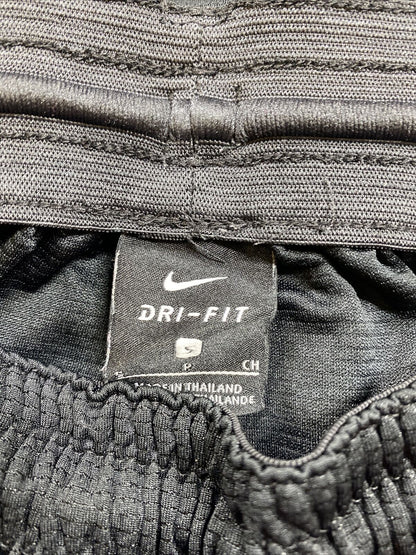 DRI-FIT
S
P CH
MADE IN THAILAND
THAILANDE